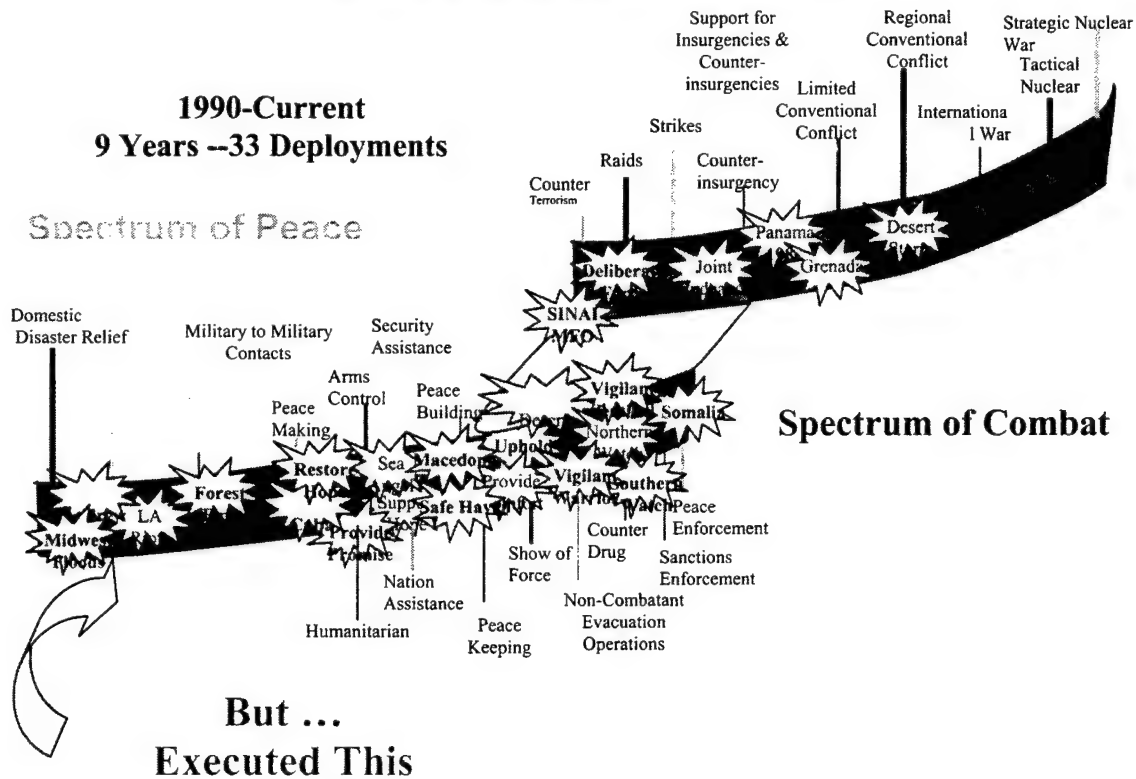 1990-Current
9 Years --33 Deployments
Spectrum of Peace
Support for
Insurgencies &
Counter-
insurgencies
Regional
Conventional
Conflict
Strategic Nuclear
War
Tactical
Nuclear
Limited
Conventional
Conflict
Internationa
l War
Strikes
Raids
Counter-
insurgency
Counter
Terrorism
Panama
Desert
Joint
Grenada
SINAI
MFO
Domestic
Disaster Relief
Military to Military
Contacts
Security
Assistance
Arms
Control
Peace
Building
Peace
Making
Somalia
Northern
Uphold
Provide
Restore
Hope
Sea
Safe Haven
Southern
Forest
LA
Midwest
Floods
Provide
Promise
Spectrum of Combat
Peace
Enforcement
Counter
Drug
Sanctions
Enforcement
Show of
Force
Non-Combatant
Evacuation
Operations
Nation
Assistance
Humanitarian
Peace
Keeping
But ...
Executed This